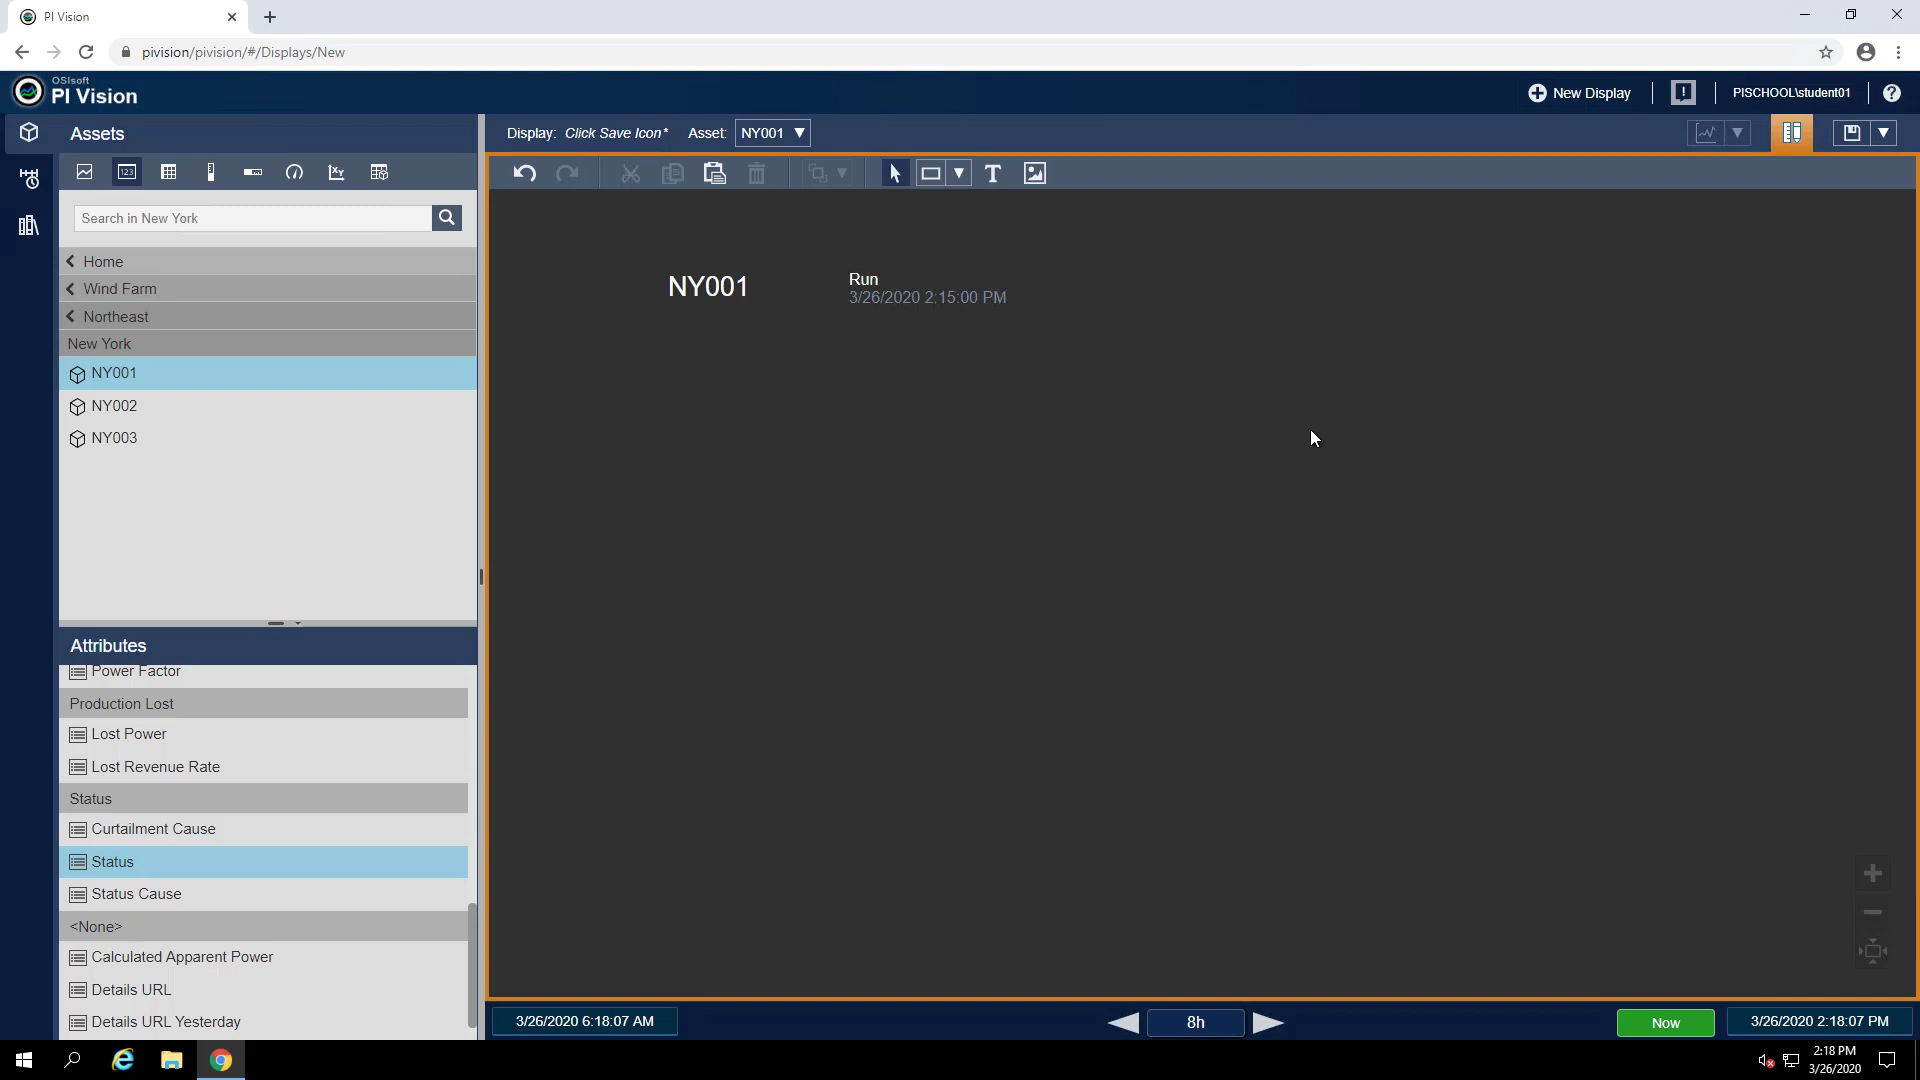 PI Vision
pivision/pivision/#/Displays/New
OSIsoft
PI Vision
New Display
PISCHOOL\student01
Assets
Display: Click Save Icon* Asset: NY001
123
XY
T
Search in New York
Home
Wind Farm
Northeast
New York
NY001
NY002
NY003
NY001
Run
3/26/2020 2:15:00 PM
Attributes
Power Factor
Production Lost
Lost Power
Lost Revenue Rate
Status
Curtailment Cause
Status
Status Cause
<None>
Calculated Apparent Power
Details URL
Details URL Yesterday
3/26/2020 6:18:07 AM
8h
Now
3/26/2020 2:18:07 PM
2:18 PM
3/26/2020